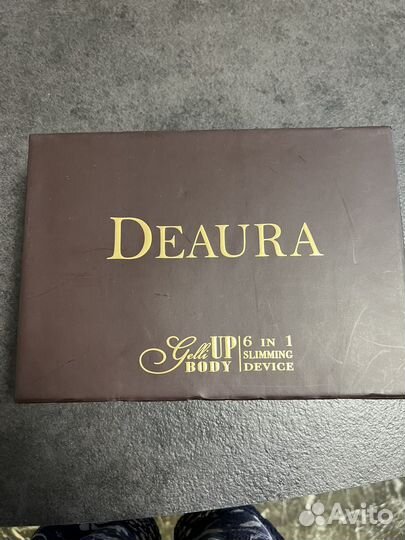 DEAURA
Gelli UP BODY
6 IN 1
SLIMMING
DEVICE
Avito